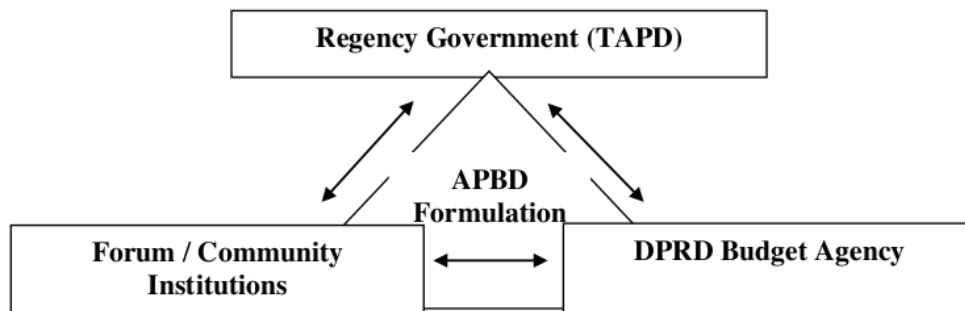 Regency Government (TAPD)
APBD
Formulation
Forum / Community
Institutions
DPRD Budget Agency